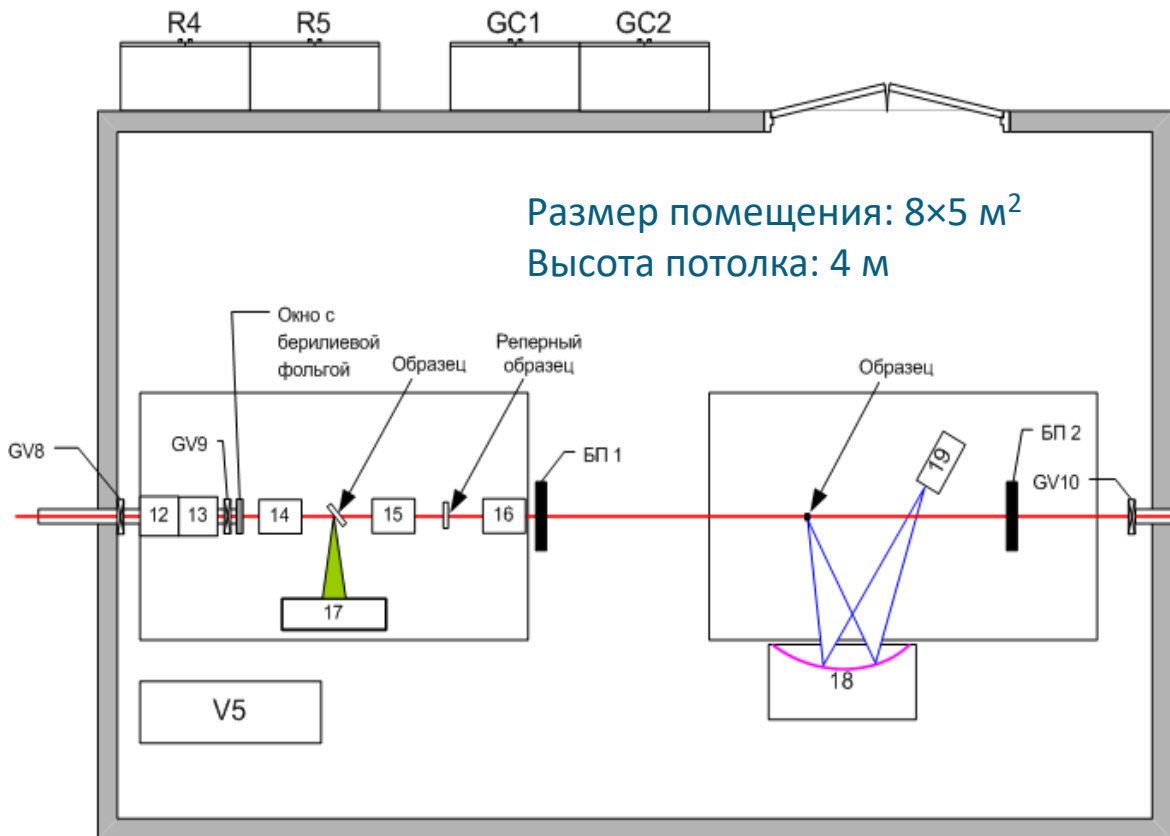 R4
R5
GC1
GC2
Размер помещения: 8×5 м²
Высота потолка: 4 м
Окно с
берилиевой
фольгой
Образец
Реперный
образец
Образец
GV8
GV9
БП 1
БП 2
GV10
12
13
14
15
16
17
18
19
V5